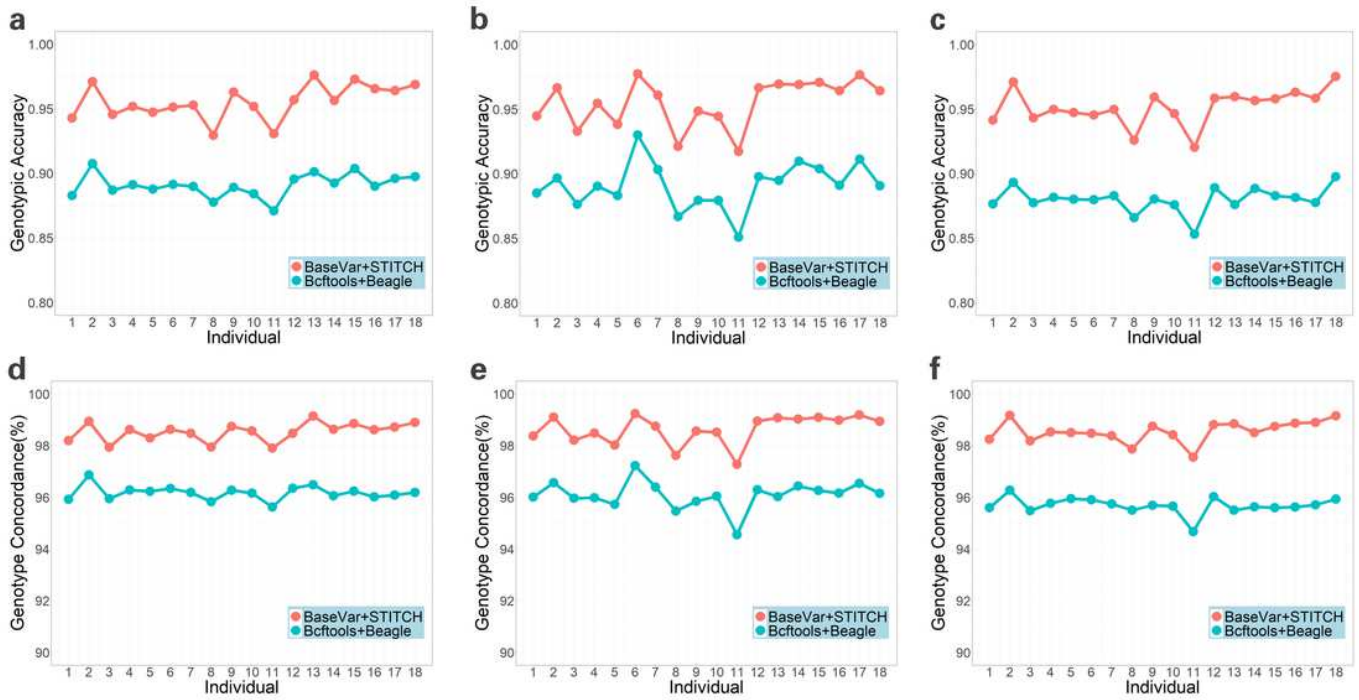 a
1.00
0.95
0.90
0.85
0.80
Genotypic Accuracy
BaseVar+STITCH
Bcftools+Beagle
1 2 3 4 5 6 7 8 9 10 11 12 13 14 15 16 17 18
Individual
b
1.00
0.95
0.90
0.85
0.80
Genotypic Accuracy
BaseVar+STITCH
Bcftools+Beagle
1 2 3 4 5 6 7 8 9 10 11 12 13 14 15 16 17 18
Individual
c
1.00
0.95
0.90
0.85
0.80
Genotypic Accuracy
BaseVar+STITCH
Bcftools+Beagle
1 2 3 4 5 6 7 8 9 10 11 12 13 14 15 16 17 18
Individual
d
100
98
96
94
92
90
Genotype Concordance(%)
BaseVar+STITCH
Bcftools+Beagle
1 2 3 4 5 6 7 8 9 10 11 12 13 14 15 16 17 18
Individual
e
100
98
96
94
92
90
Genotype Concordance(%)
BaseVar+STITCH
Bcftools+Beagle
1 2 3 4 5 6 7 8 9 10 11 12 13 14 15 16 17 18
Individual
f
100
98
96
94
92
90
Genotype Concordance(%)
BaseVar+STITCH
Bcftools+Beagle
1 2 3 4 5 6 7 8 9 10 11 12 13 14 15 16 17 18
Individual